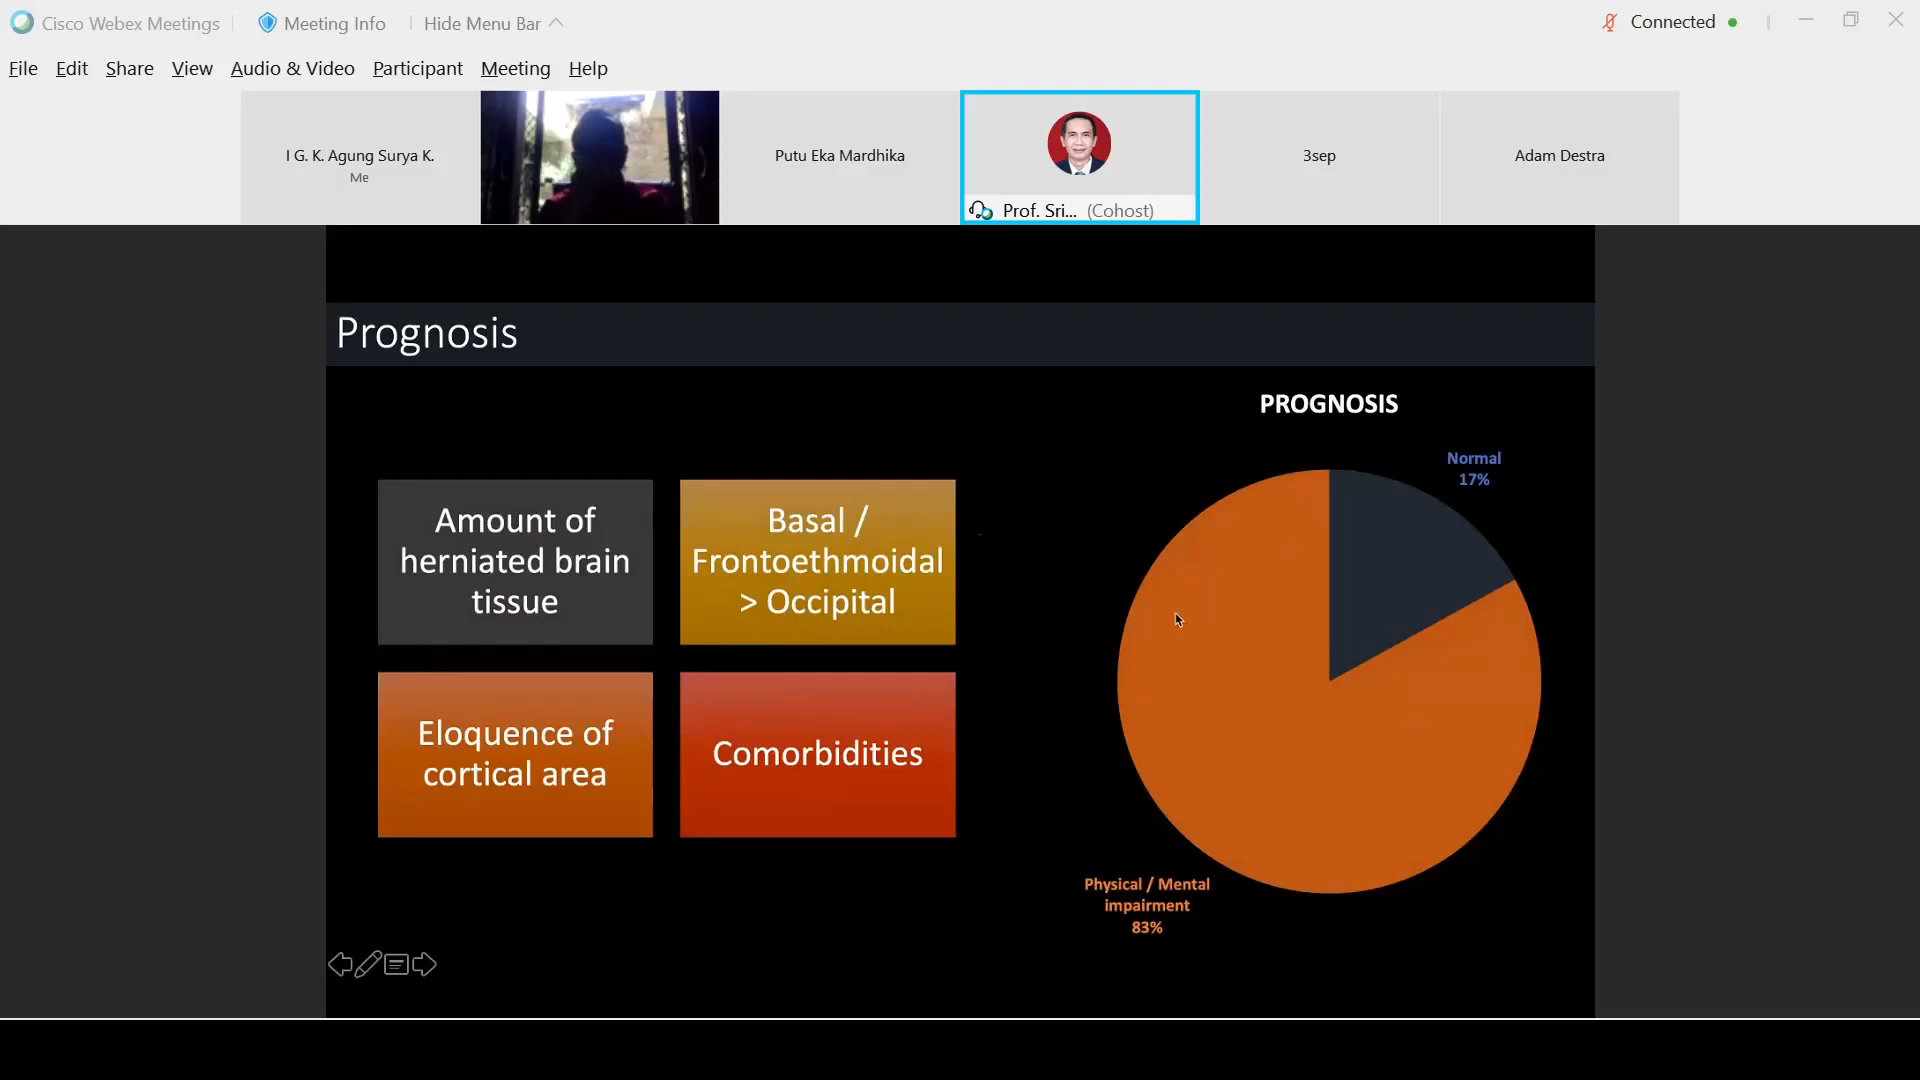 Cisco Webex Meetings
Meeting Info
Hide Menu Bar
Connected
File Edit Share View Audio & Video Participant Meeting Help
I G. K. Agung Surya K.
Me
Putu Eka Mardhika
Prof. Sri... (Cohost)
3sep
Adam Destra
Prognosis
Amount of
herniated brain
tissue
Basal /
Frontoethmoidal
> Occipital
Eloquence of
cortical area
Comorbidities
PROGNOSIS
Normal
17%
Physical / Mental
impairment
83%